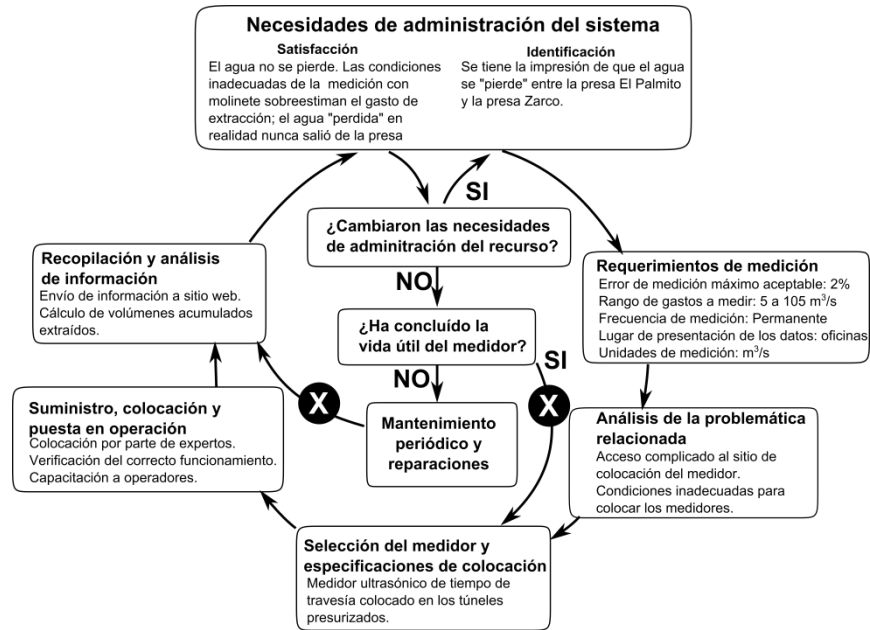 Necesidades de administración del sistema
Satisfacción
El agua no se pierde. Las condiciones
inadecuadas de la medición con
molinete sobreestiman el gasto de
extracción; el agua "perdida" en
realidad nunca salió de la presa
Identificación
Se tiene la impresión de que el agua
se "pierde" entre la presa El Palmito
y la presa Zarco.
SI
¿Cambiaron las necesidades
de adminitración del recurso?
NO
¿Ha concluído la
vida útil del medidor?
SI
NO
X
X
Mantenimiento
periódico y
reparaciones
Requerimientos de medición
Error de medición máximo aceptable: 2%
Rango de gastos a medir: 5 a 105 m³/s
Frecuencia de medición: Permanente
Lugar de presentación de los datos: oficinas
Unidades de medición: m³/s
Análisis de la problemática
relacionada
Acceso complicado al sitio de
colocación del medidor.
Condiciones inadecuadas para
colocar los medidores.
Selección del medidor y
especificaciones de colocación
Medidor ultrasónico de tiempo de
travesía colocado en los túneles
presurizados.
Suministro, colocación y
puesta en operación
Colocación por parte de expertos.
Verificación del correcto funcionamiento.
Capacitación a operadores.
Recopilación y análisis
de información
Envío de información a sitio web.
Cálculo de volúmenes acumulados
extraídos.